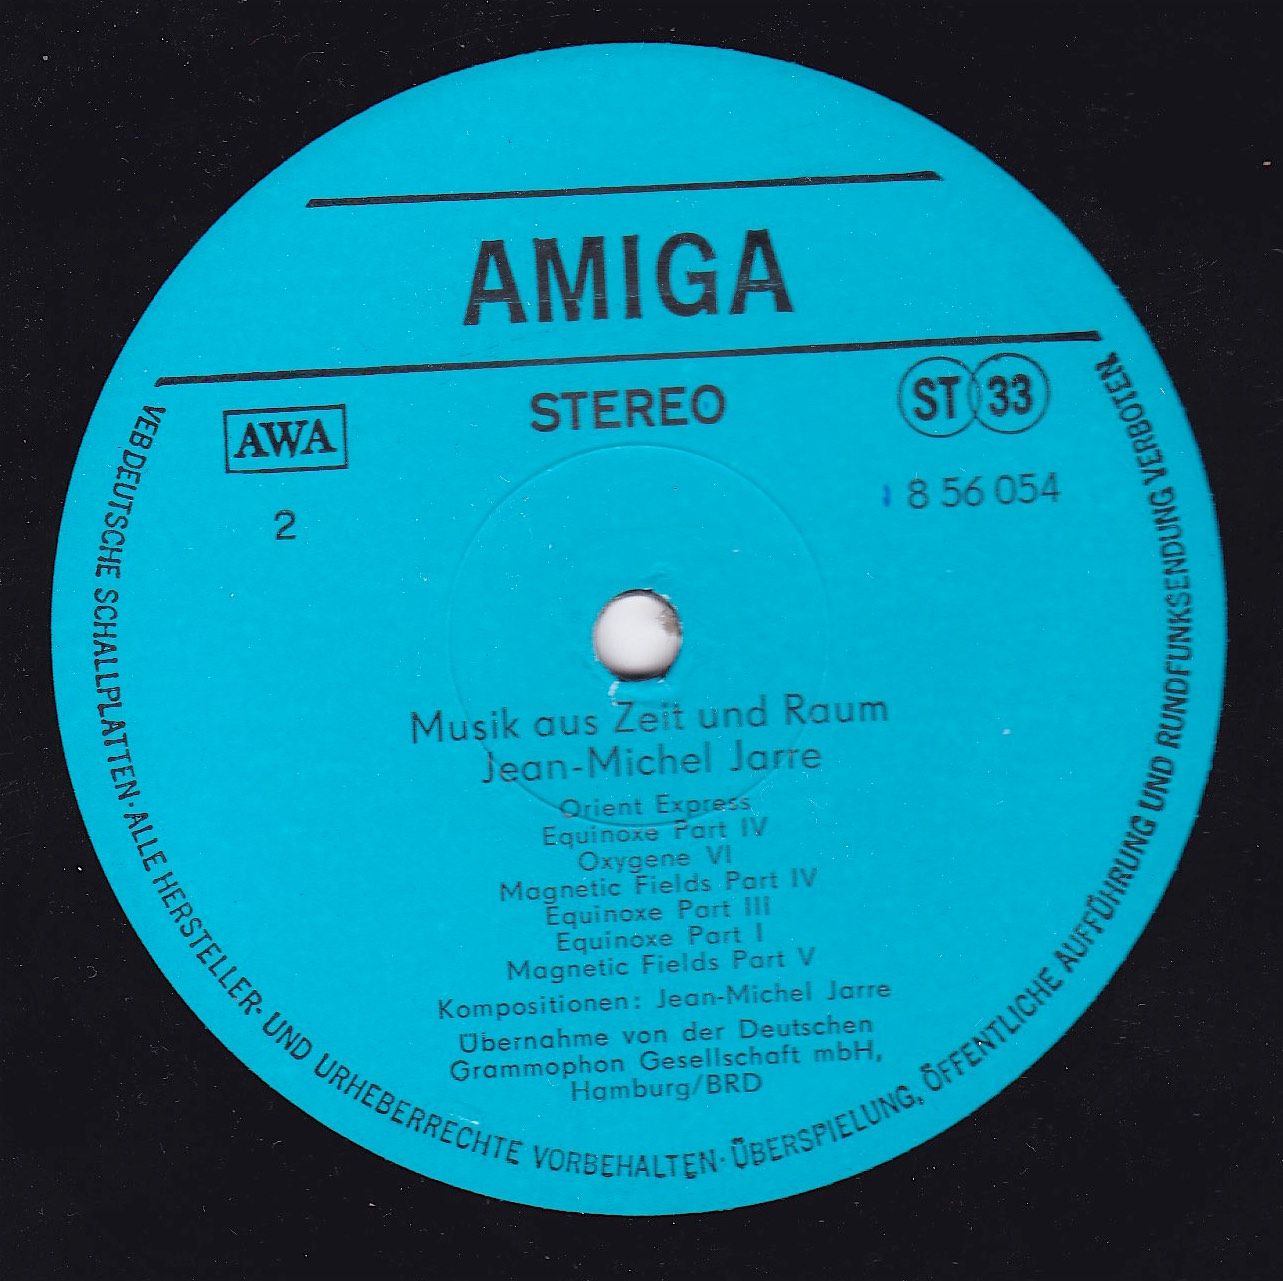 AMIGA
STEREO
AWA
ST 33
2
8 56 054
Musik aus Zeit und Raum
Jean-Michel Jarre
Orient Express
Equinoxe Part IV
Oxygene VI
Magnetic Fields Part IV
Equinoxe Part III
Equinoxe Part I
Magnetic Fields Part V
Kompositionen: Jean-Michel Jarre
Übernahme von der Deutschen
Grammophon Gesellschaft mbH,
Hamburg/BRD
VEB DEUTSCHE SCHALLPLATTEN · ALLE HERSTELLER- UND URHEBERRECHTE VORBEHALTEN · ÜBERSPIELUNG, ÖFFENTLICHE AUFFÜHRUNG UND RUNDFUNKSENDUNG VERBOTEN